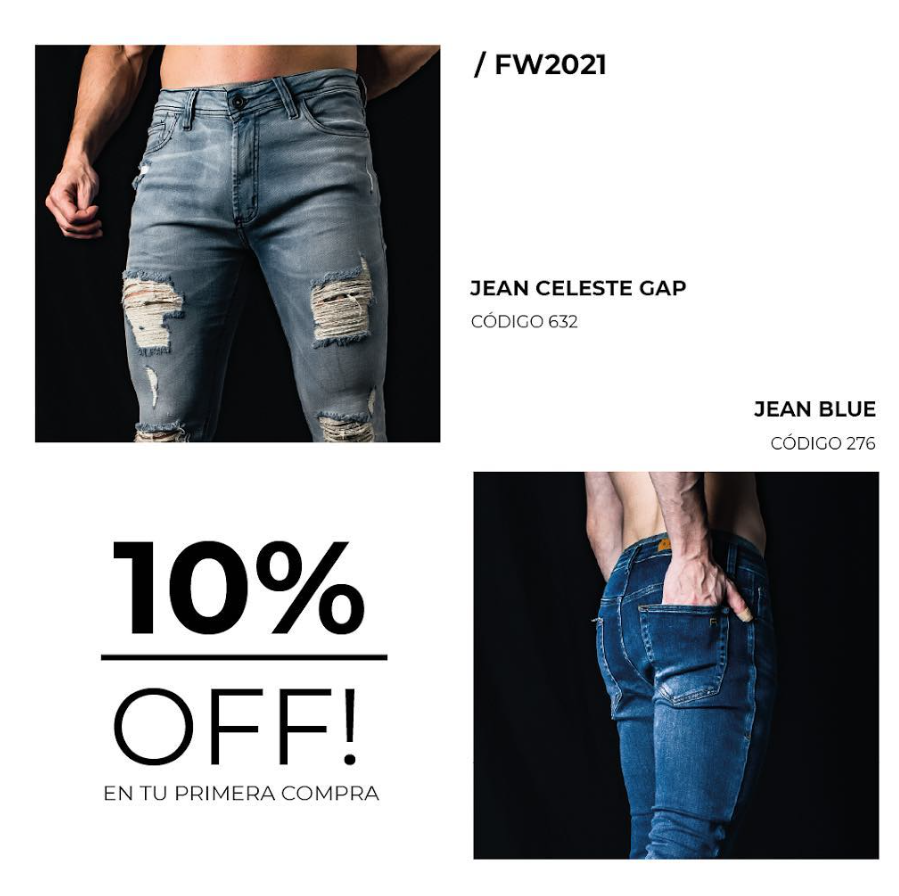 / FW2021
JEAN CELESTE GAP
CÓDIGO 632
JEAN BLUE
CÓDIGO 276
10%
OFF!
EN TU PRIMERA COMPRA